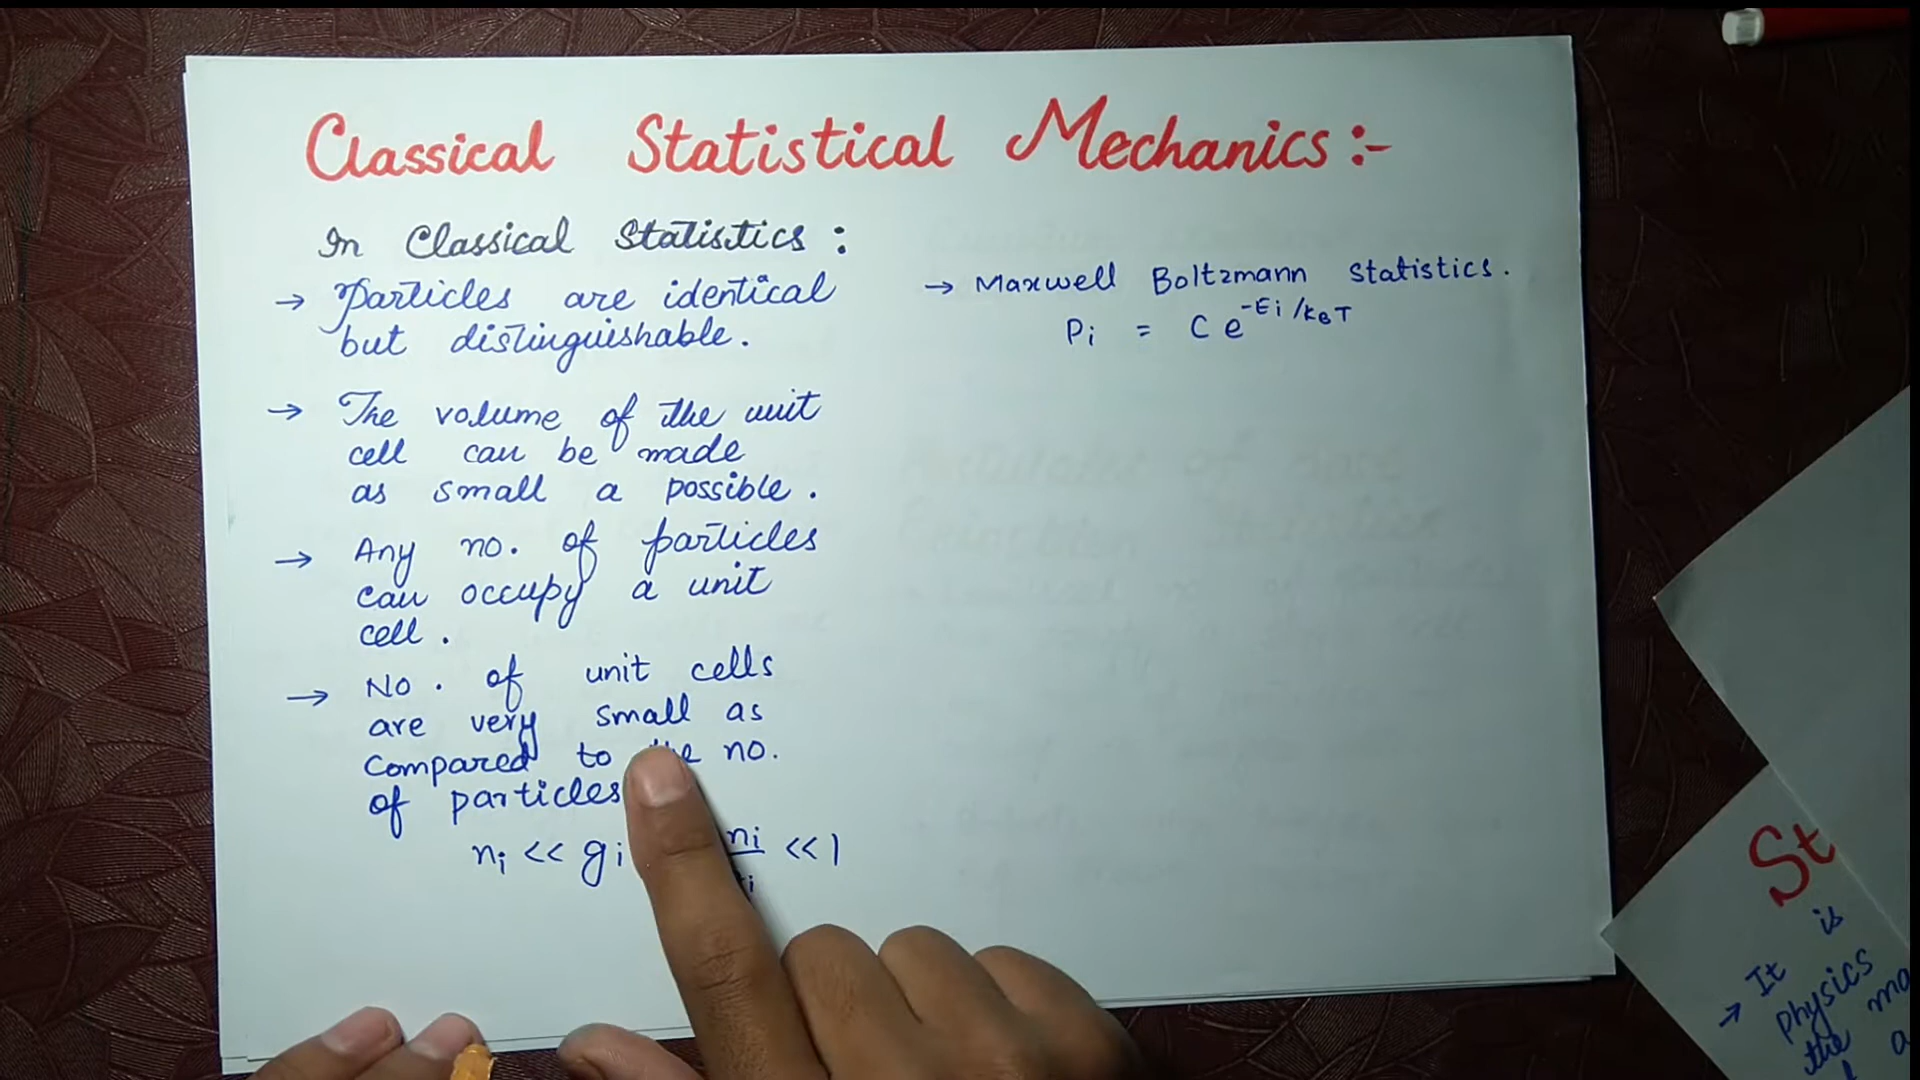 Classical Statistical Mechanics:-
In Classical Statistics:
→ Particles are identical
but distinguishable.
→ The volume of the unit
cell can be made
as small a possible.
→ Any no. of particles
can occupy a unit
cell.
→ No. of unit cells
are very small as
compared to the no.
of particles
ni << gi ni/ << 1
→ Maxwell Boltzmann Statistics.
Pi = C e^-Ei/kBT
St
is
→ It
physics
the ma